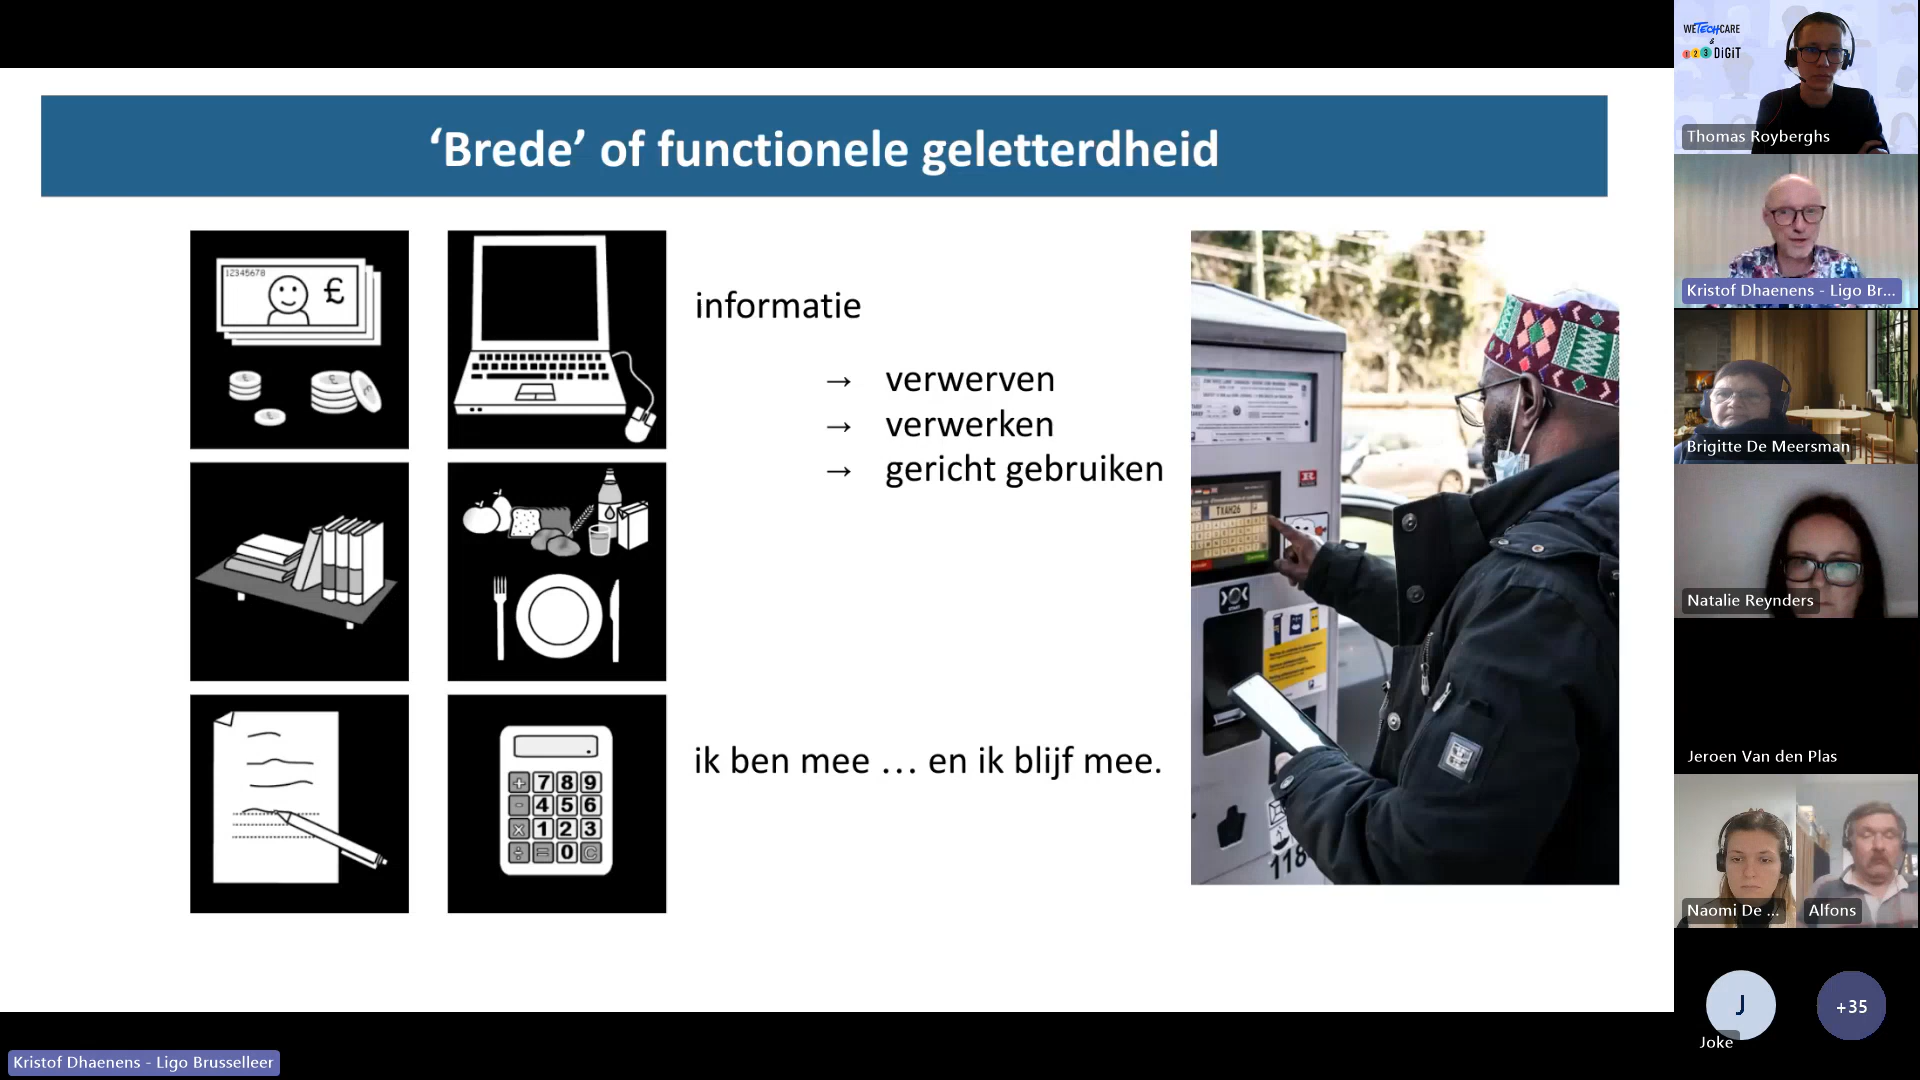 ‘Brede’ of functionele geletterdheid
12345678
£
informatie
→ verwerven
→ verwerken
→ gericht gebruiken
ik ben mee … en ik blijf mee.
+ 7 8 9
- 4 5 6
x 1 2 3
÷ = 0 C
118
WETECHCARE
&
123 DiGiT
Thomas Royberghs
Kristof Dhaenens - Ligo Br...
Brigitte De Meersman
Natalie Reynders
Jeroen Van den Plas
Naomi De ...
Alfons
J
Joke
+35
Kristof Dhaenens - Ligo Brusselleer